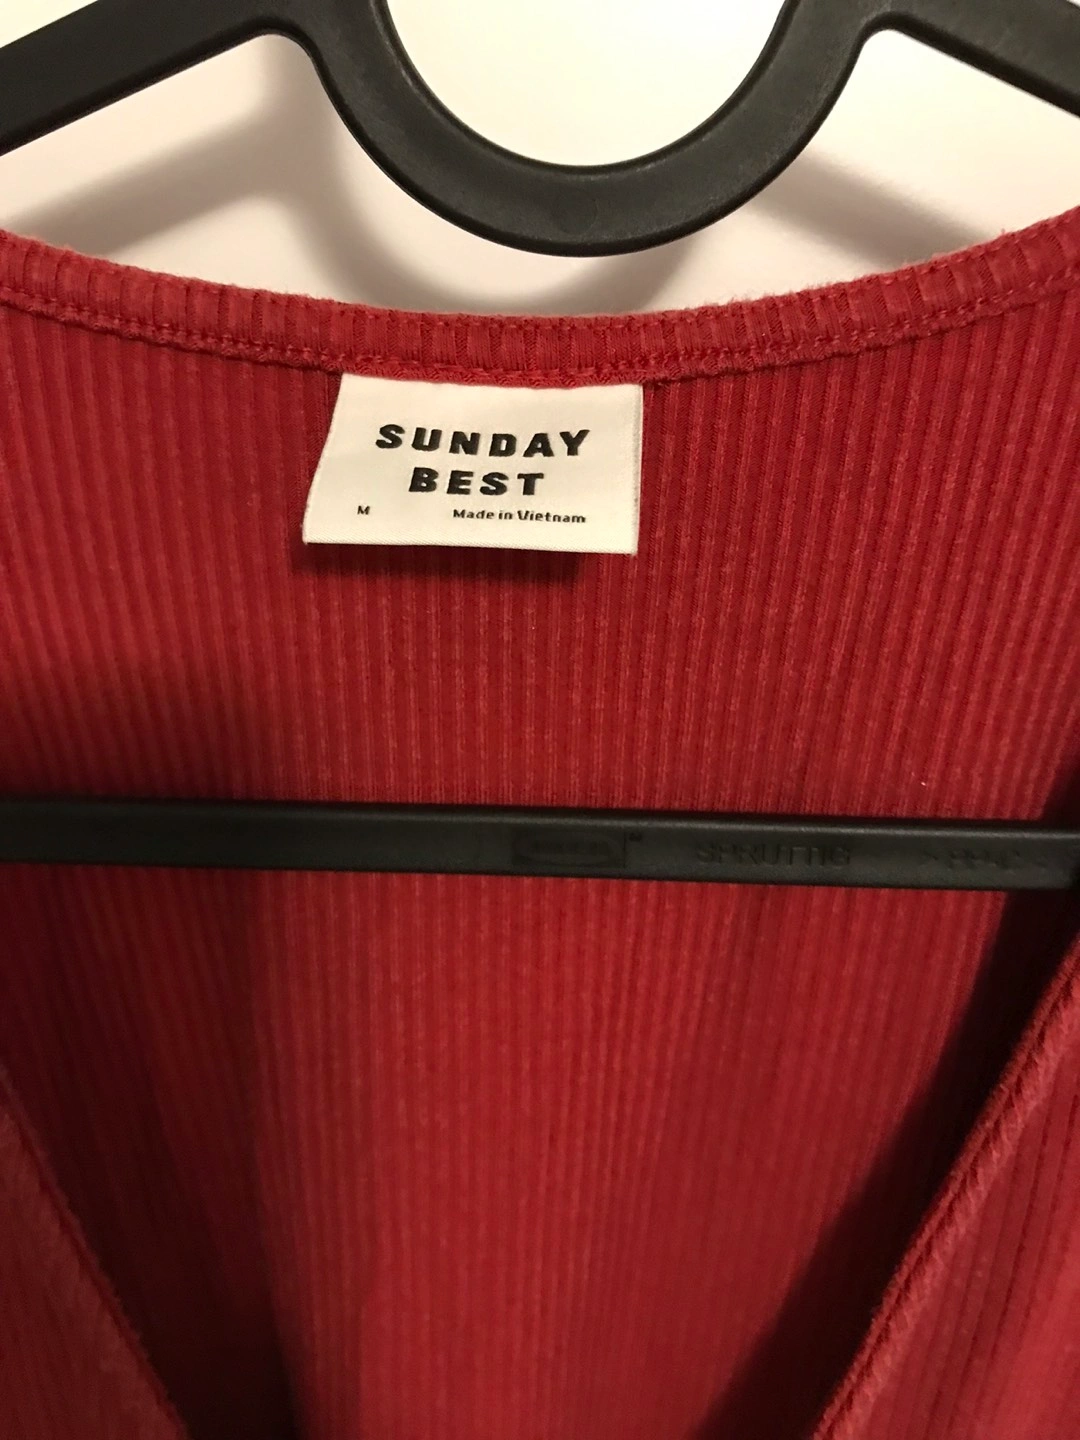 SUNDAY
BEST
M Made in Vietnam
SPRUTTIG